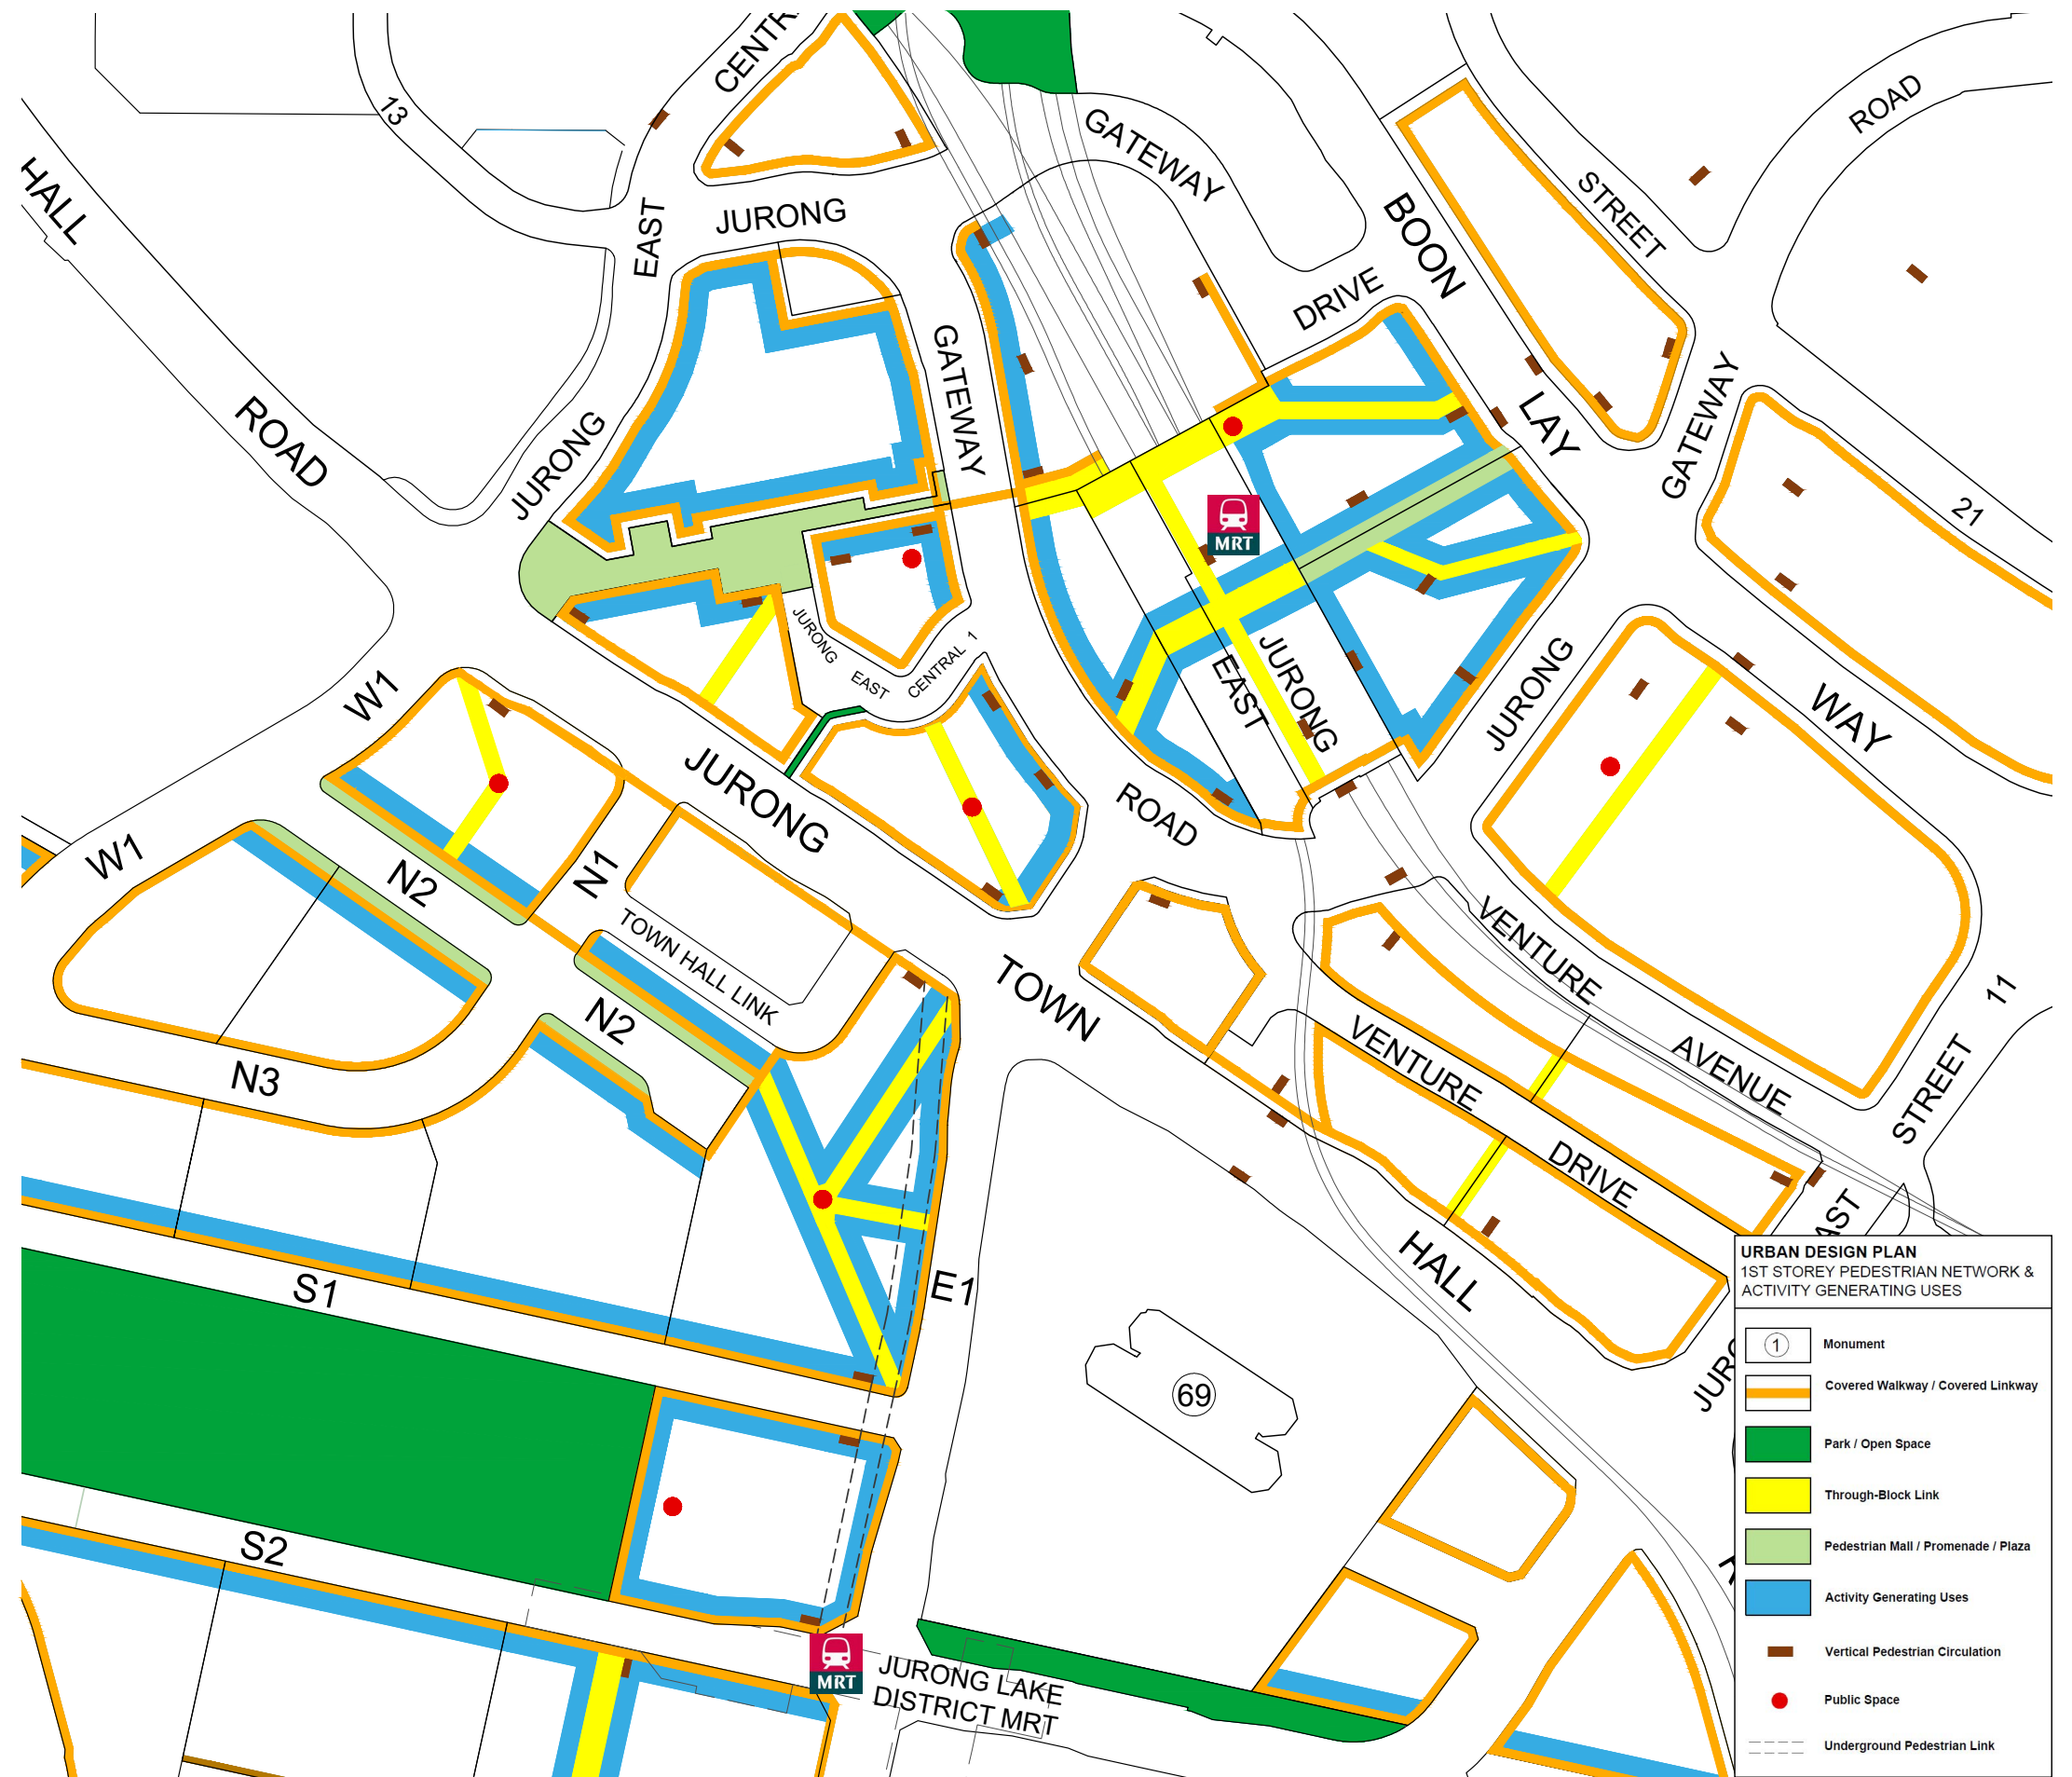 CENTR
13
ROAD
HALL
GATEWAY
STREET
BOON
EAST
JURONG
DRIVE
GATEWAY
LAY
GATEWAY
ROAD
JURONG
21
MRT
JURONG
EAST
CENTRAL 1
JURONG
EAST
JURONG
WAY
W1
JURONG
ROAD
W1
N2
N1
TOWN HALL LINK
VENTURE
AVENUE
11
STREET
TOWN
N2
VENTURE
DRIVE
N3
HALL
S1
E1
69
S2
MRT
JURONG LAKE
DISTRICT MRT
URBAN DESIGN PLAN
1ST STOREY PEDESTRIAN NETWORK &
ACTIVITY GENERATING USES
1
Monument
Covered Walkway / Covered Linkway
Park / Open Space
Through-Block Link
Pedestrian Mall / Promenade / Plaza
Activity Generating Uses
Vertical Pedestrian Circulation
Public Space
Underground Pedestrian Link